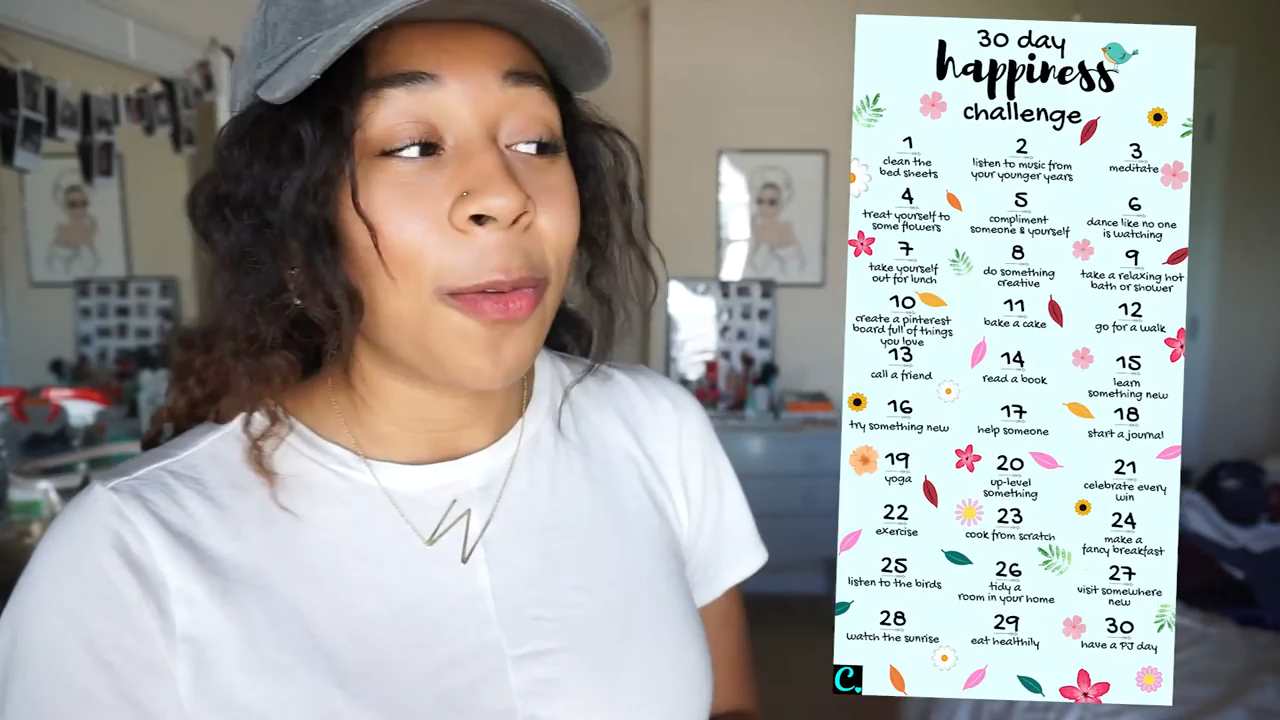 30 day
happiness
challenge
1
clean the
bed sheets
2
listen to music from
your younger years
3
meditate
4
treat yourself to
some flowers
5
compliment
someone & yourself
6
dance like no one
is watching
7
take yourself
out for lunch
8
do something
creative
9
take a relaxing hot
bath or shower
10
create a pinterest
board full of things
you love
11
bake a cake
12
go for a walk
13
call a friend
14
read a book
15
learn
something new
16
try something new
17
help someone
18
start a journal
19
yoga
20
up-level
something
21
celebrate every
win
22
exercise
23
cook from scratch
24
make a
fancy breakfast
25
listen to the birds
26
tidy a
room in your home
27
visit somewhere
new
28
watch the sunrise
29
eat healthily
30
have a PJ day
C.
W